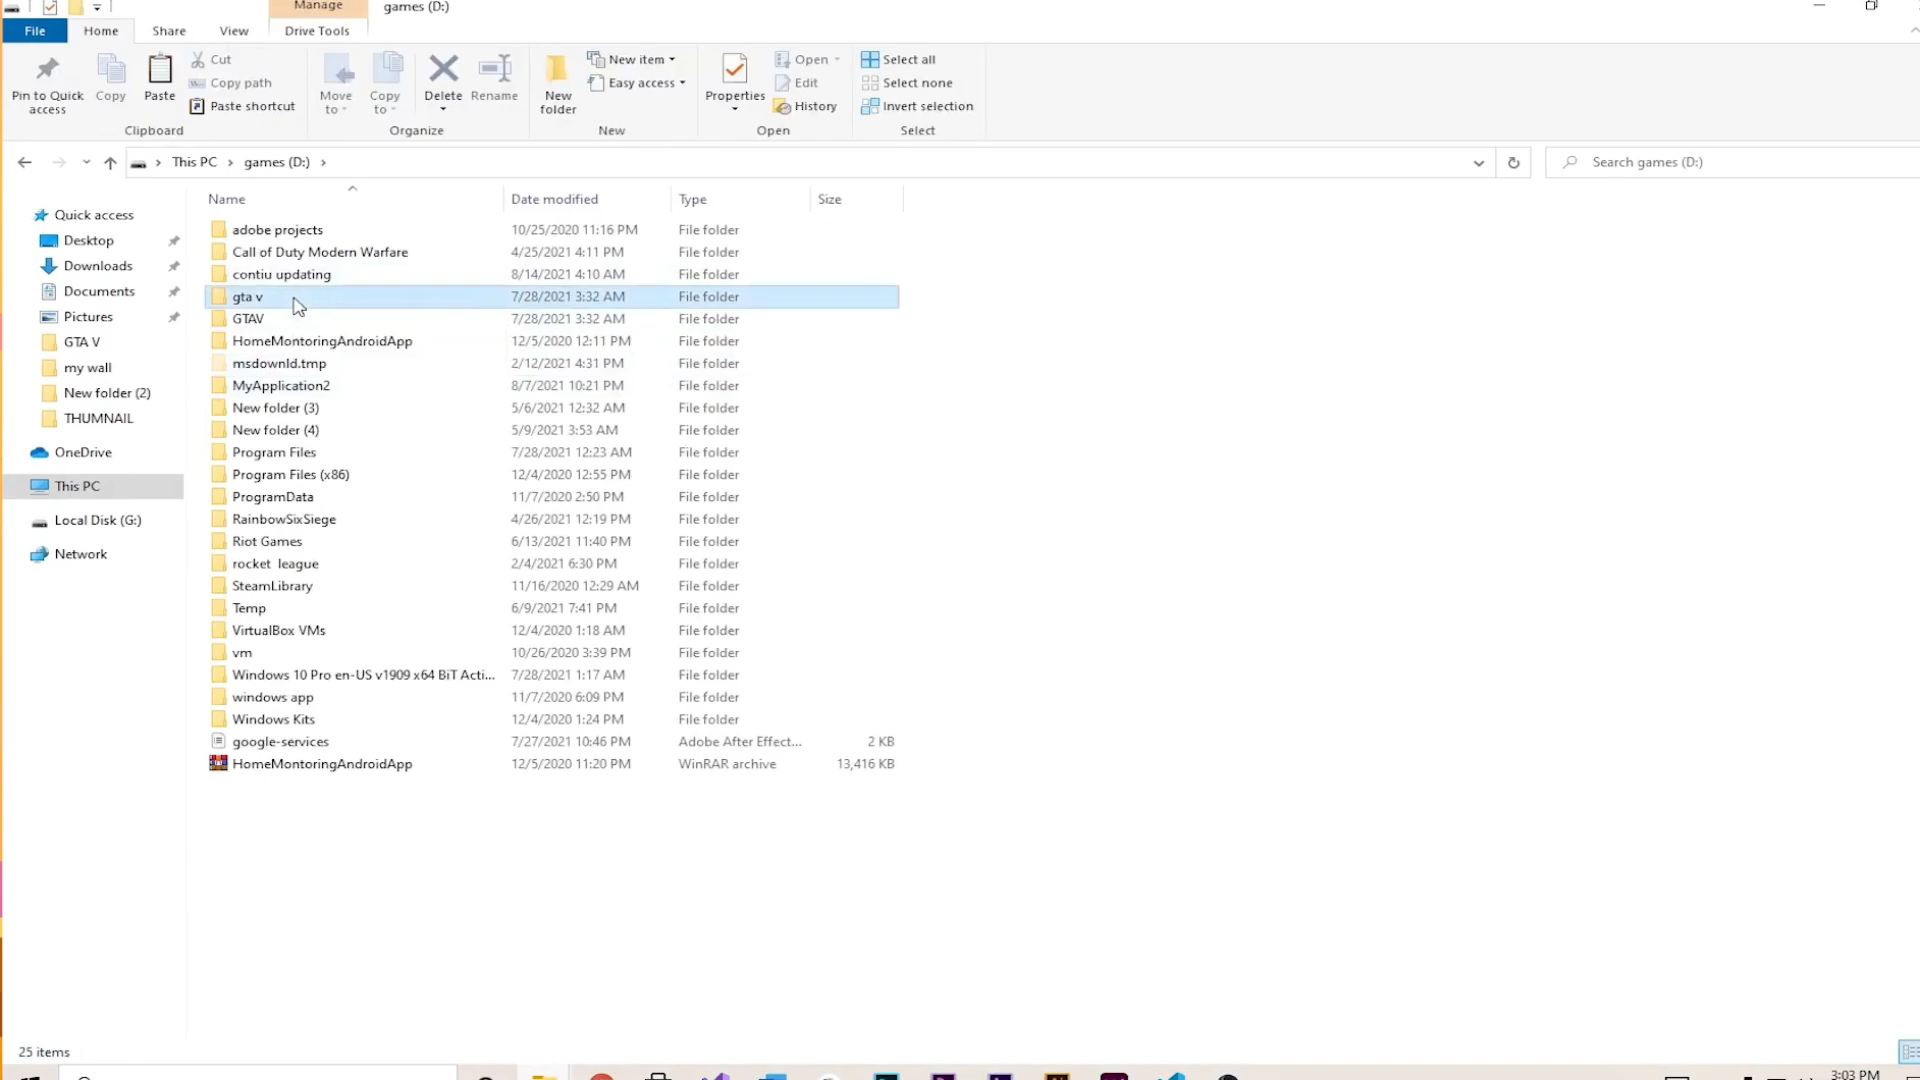 Manage games (D:)
File Home Share View Drive Tools
Pin to Quick access
Copy
Paste
Cut
Copy path
Paste shortcut
Clipboard
Move to
Copy to
Delete
Rename
Organize
New folder
New item
Easy access
New
Properties
Open
Edit
History
Open
Select all
Select none
Invert selection
Select
This PC games (D:)
Search games (D:)
Quick access
Desktop
Downloads
Documents
Pictures
GTA V
my wall
New folder (2)
THUMNAIL
OneDrive
This PC
Local Disk (G:)
Network
Name Date modified Type Size
adobe projects 10/25/2020 11:16 PM File folder
Call of Duty Modern Warfare 4/25/2021 4:11 PM File folder
contiu updating 8/14/2021 4:10 AM File folder
gta v 7/28/2021 3:32 AM File folder
GTAV 7/28/2021 3:32 AM File folder
HomeMontoringAndroidApp 12/5/2020 12:11 PM File folder
msdownld.tmp 2/12/2021 4:31 PM File folder
MyApplication2 8/7/2021 10:21 PM File folder
New folder (3) 5/6/2021 12:32 AM File folder
New folder (4) 5/9/2021 3:53 AM File folder
Program Files 7/28/2021 12:23 AM File folder
Program Files (x86) 12/4/2020 12:55 PM File folder
ProgramData 11/7/2020 2:50 PM File folder
RainbowSixSiege 4/26/2021 12:19 PM File folder
Riot Games 6/13/2021 11:40 PM File folder
rocket league 2/4/2021 6:30 PM File folder
SteamLibrary 11/16/2020 12:29 AM File folder
Temp 6/9/2021 7:41 PM File folder
VirtualBox VMs 12/4/2020 1:18 AM File folder
vm 10/26/2020 3:39 PM File folder
Windows 10 Pro en-US v1909 x64 BiT Acti... 7/28/2021 1:17 AM File folder
windows app 11/7/2020 6:09 PM File folder
Windows Kits 12/4/2020 1:24 PM File folder
google-services 7/27/2021 10:46 PM Adobe After Effect... 2 KB
HomeMontoringAndroidApp 12/5/2020 11:20 PM WinRAR archive 13,416 KB
25 items
3:03 PM